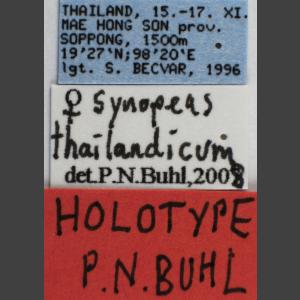 THAILAND, 15.-17. XI.
MAE HONG SON prov.
SOPPONG, 1500m
19°27'N;98°20'E
lgt. S. BECVAR, 1996
♀ Synopeas
thailandicum
det.P.N.Buhl,2008
HOLOTYPE
P.N.BUHL